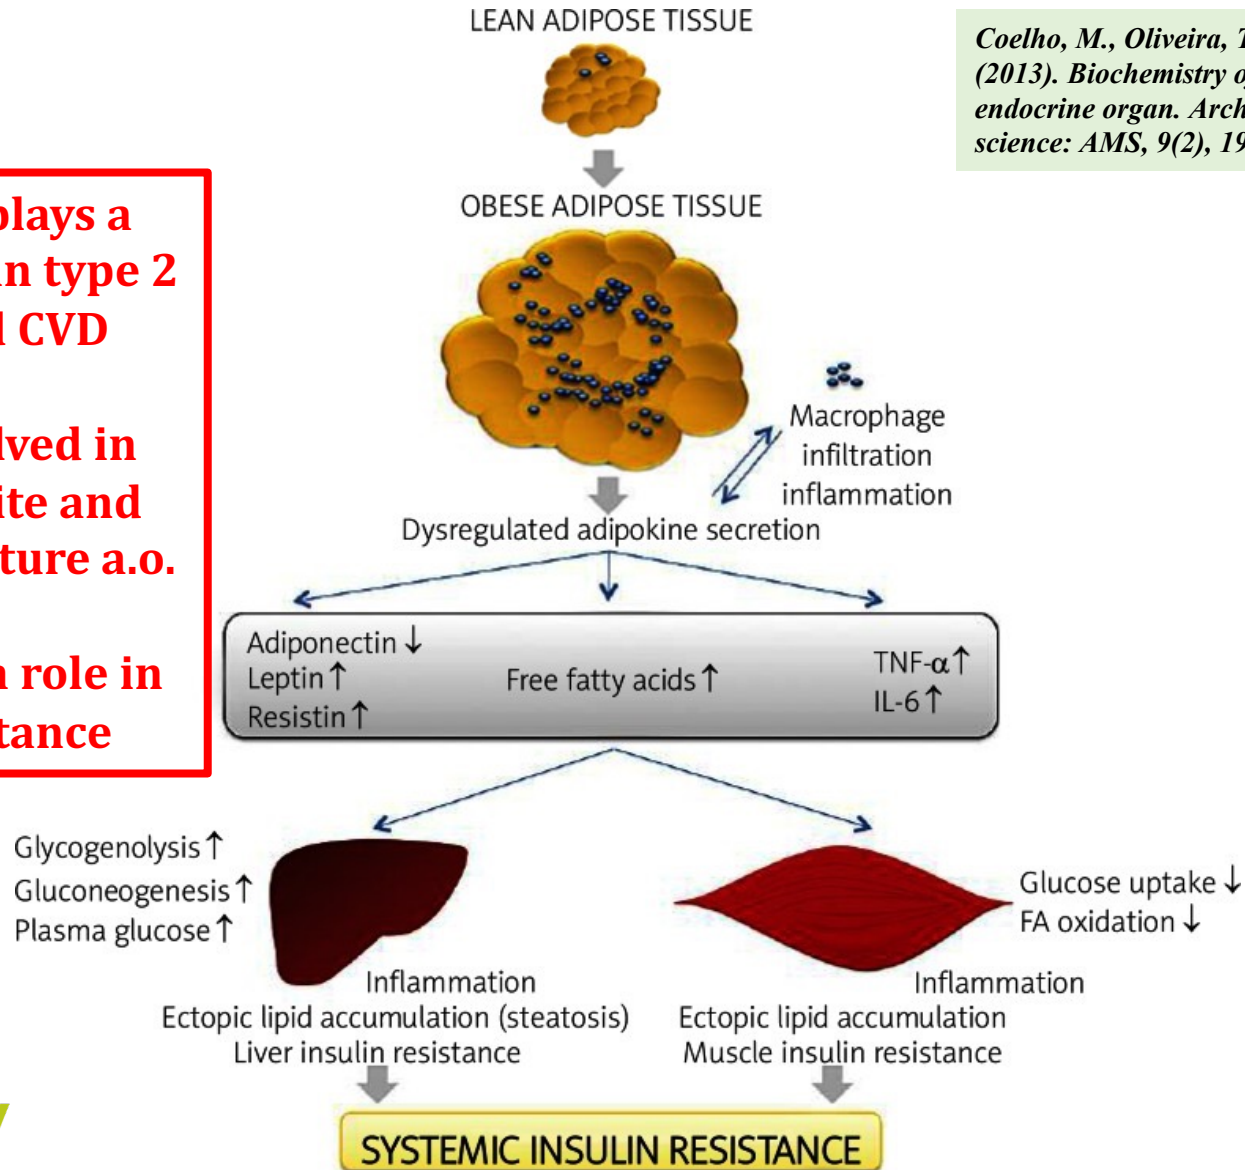 LEAN ADIPOSE TISSUE
Coelho, M., Oliveira, T
(2013). Biochemistry o
endocrine organ. Arch
science: AMS, 9(2), 19
OBESE ADIPOSE TISSUE
plays a
in type 2
CVD
lved in
ite and
ture a.o.
role in
tance
Macrophage
infiltration
inflammation
Dysregulated adipokine secretion
Adiponectin ↓
Leptin ↑
Resistin ↑
Free fatty acids ↑
TNF-α ↑
IL-6 ↑
Glycogenolysis ↑
Gluconeogenesis ↑
Plasma glucose ↑
Glucose uptake ↓
FA oxidation ↓
Inflammation
Ectopic lipid accumulation (steatosis)
Liver insulin resistance
Inflammation
Ectopic lipid accumulation
Muscle insulin resistance
SYSTEMIC INSULIN RESISTANCE